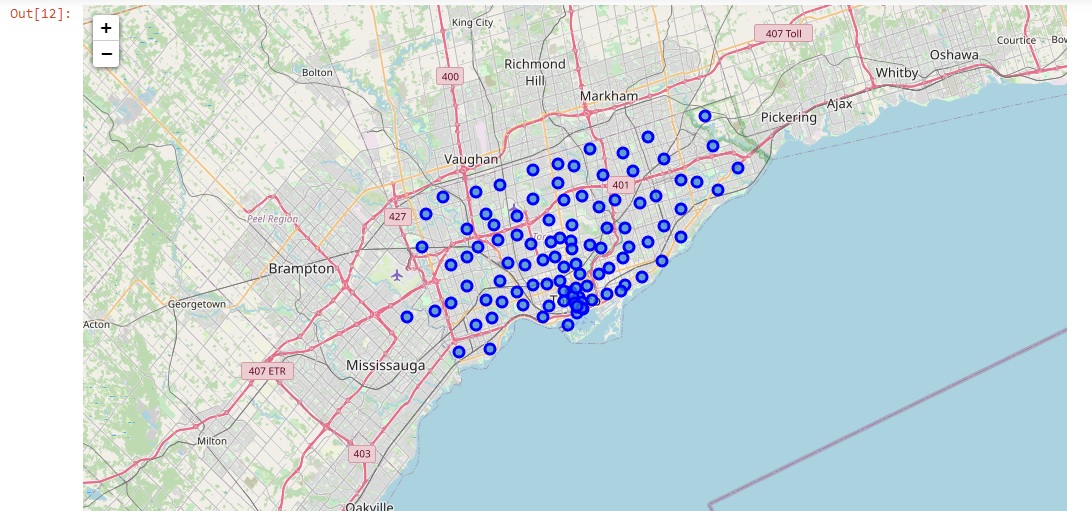 Out[12]:
+
−
King City
407 Toll
Richmond
Hill
Courtice
Oshawa
Bolton
400
Whitby
Markham
Ajax
Pickering
Vaughan
401
427
Peel Region
Brampton
Georgetown
Acton
Mississauga
407 ETR
Milton
403
Oakville